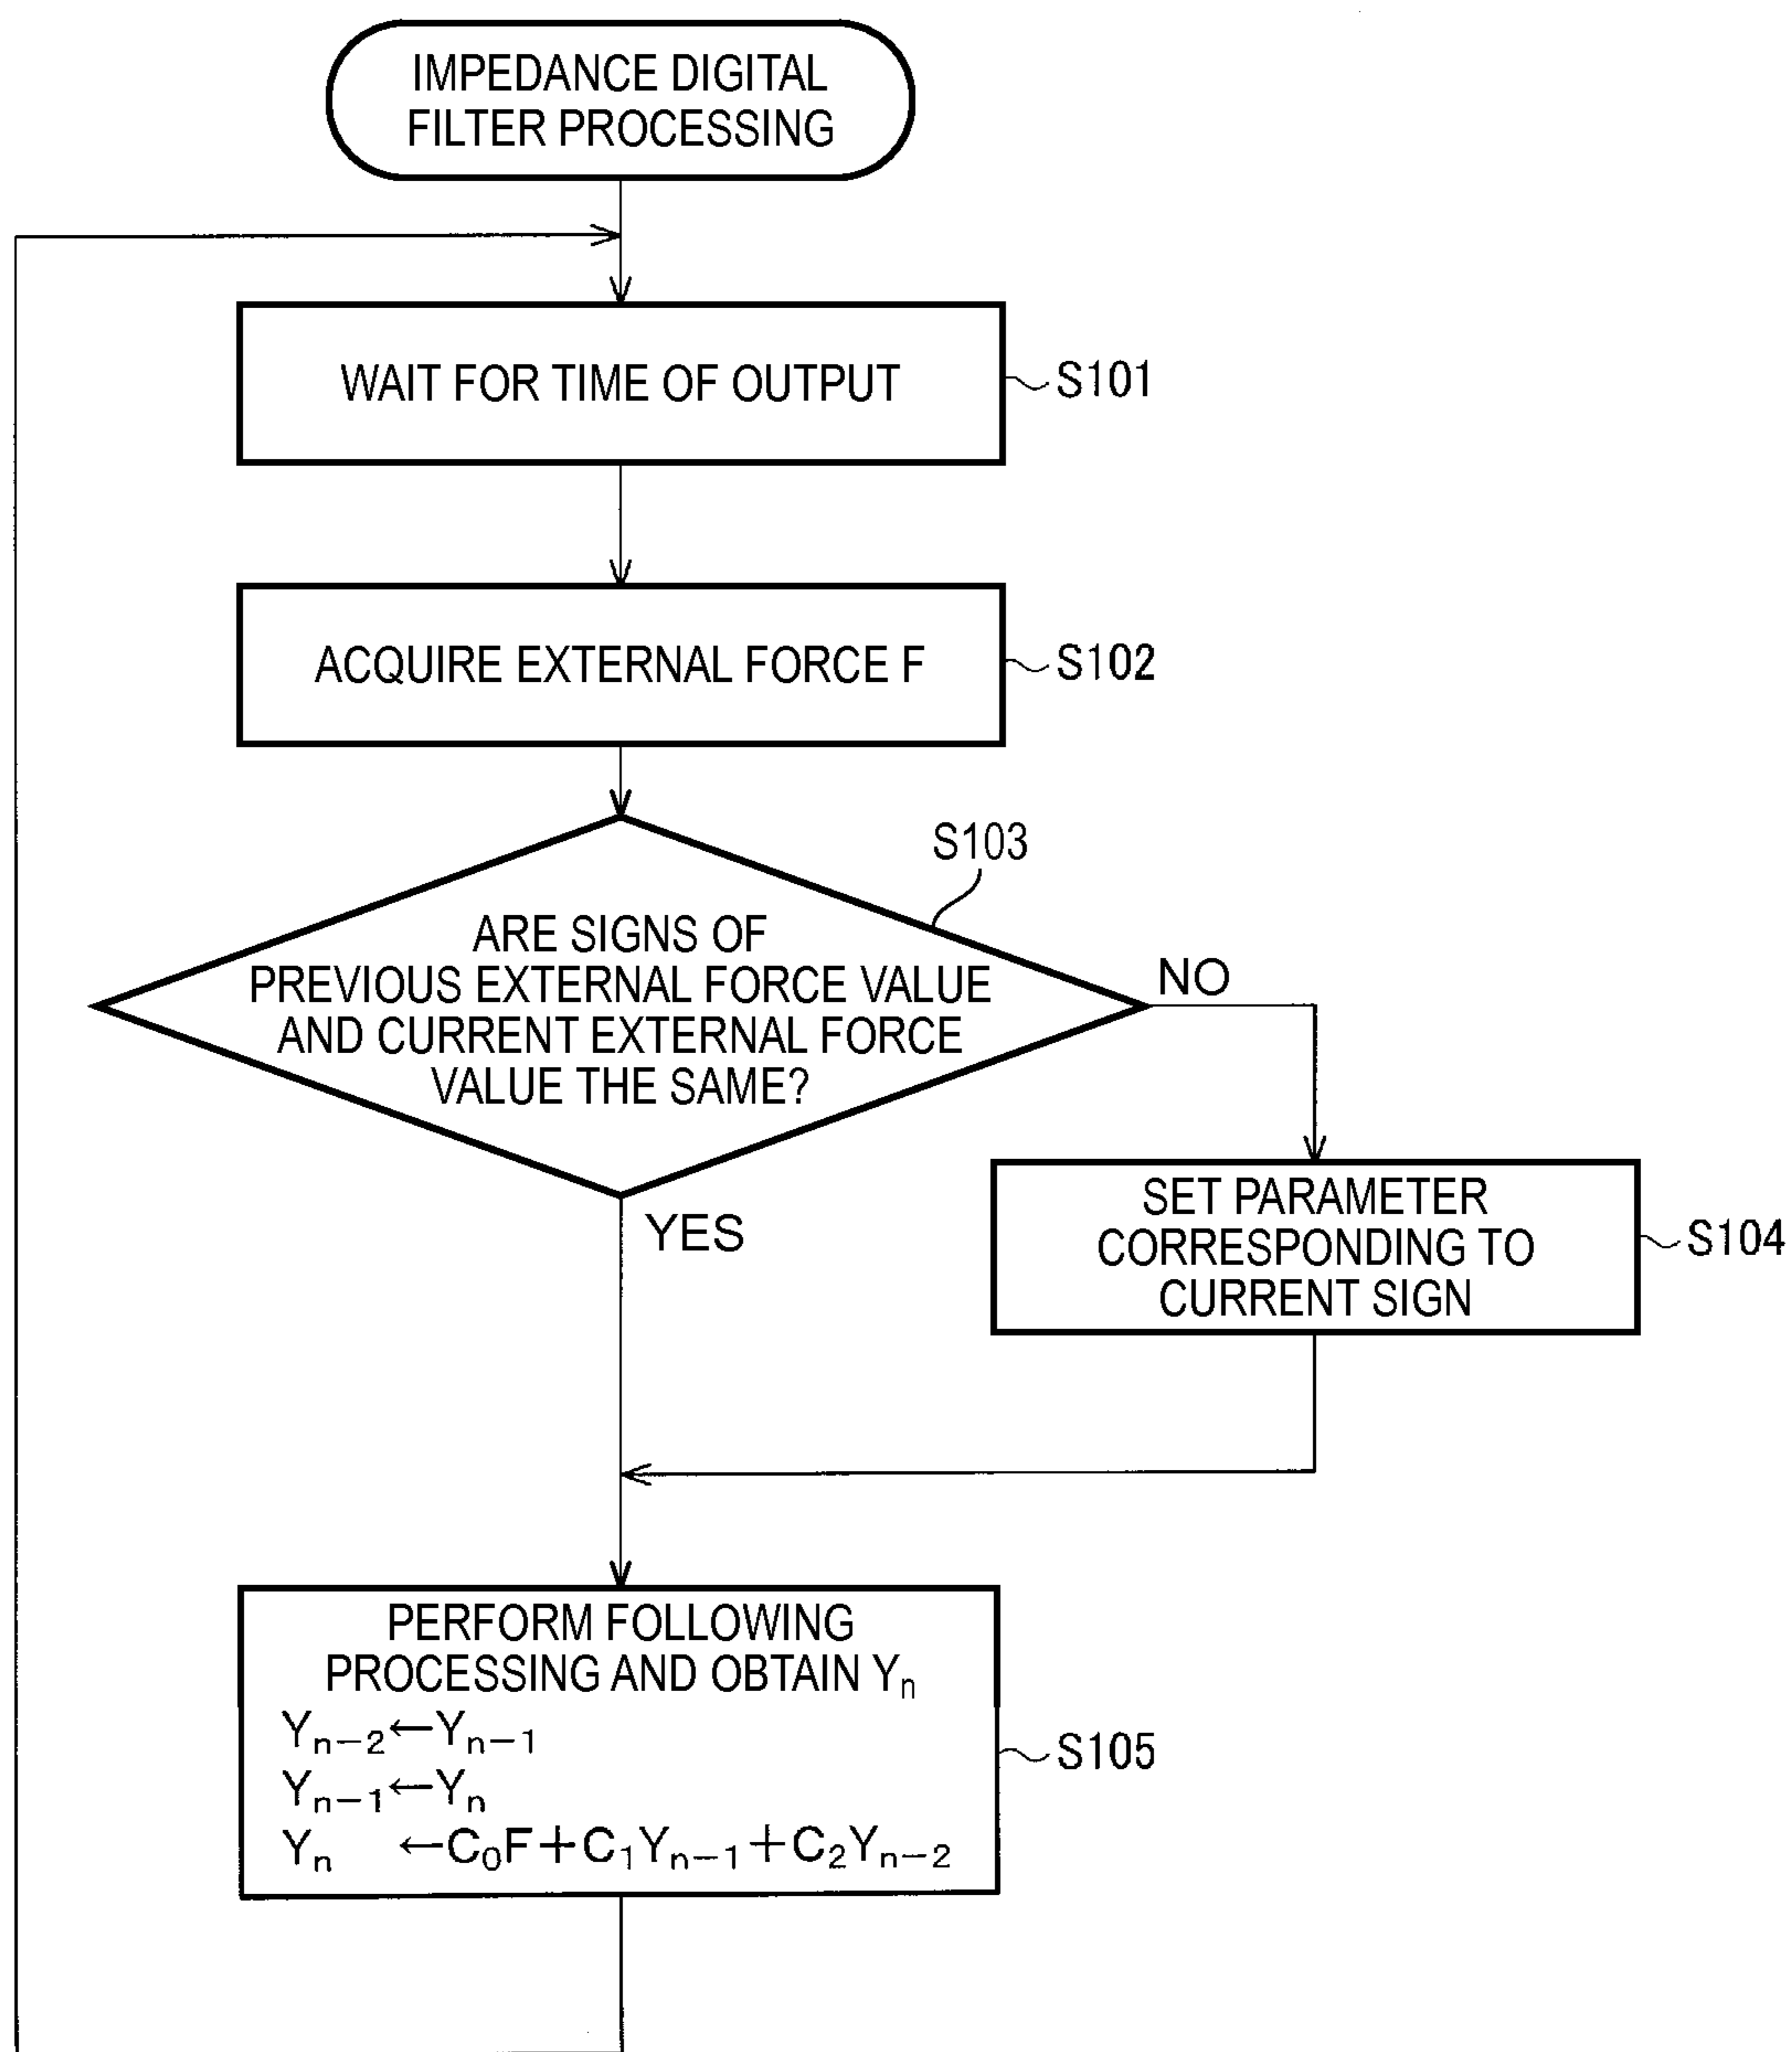 IMPEDANCE DIGITAL
FILTER PROCESSING
WAIT FOR TIME OF OUTPUT
S101
ACQUIRE EXTERNAL FORCE F
S102
S103
ARE SIGNS OF
PREVIOUS EXTERNAL FORCE VALUE
AND CURRENT EXTERNAL FORCE
VALUE THE SAME?
NO
YES
SET PARAMETER
CORRESPONDING TO
CURRENT SIGN
S104
PERFORM FOLLOWING
PROCESSING AND OBTAIN Yₙ
Yₙ₋₂←Yₙ₋₁
Yₙ₋₁←Yₙ
Yₙ ←C₀F+C₁Yₙ₋₁+C₂Yₙ₋₂
S105